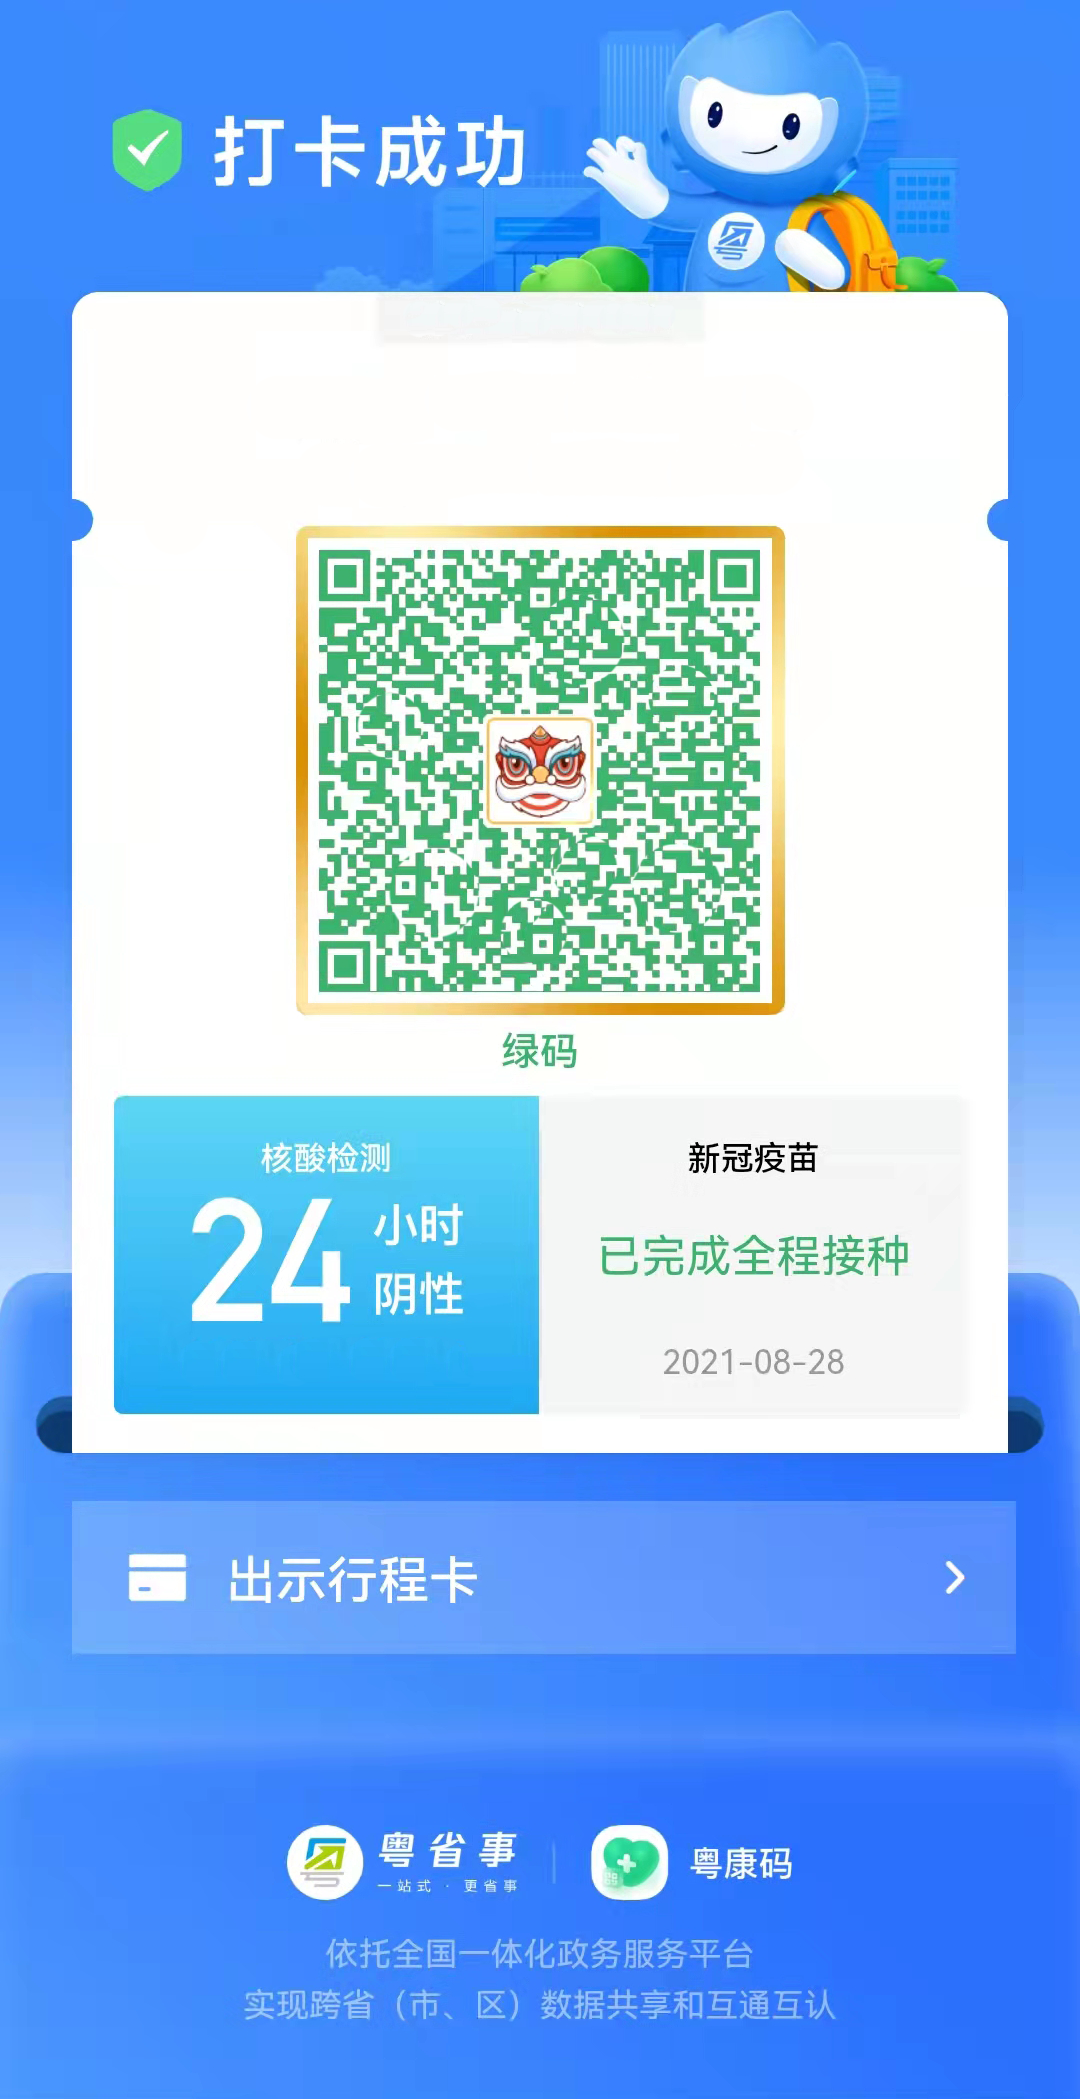 打卡成功
绿码
核酸检测
24 小时
阴性
新冠疫苗
已完成全程接种
2021-08-28
出示行程卡
粤省事
一站式 · 更省事
粤康码
依托全国一体化政务服务平台
实现跨省（市、区）数据共享和互通互认